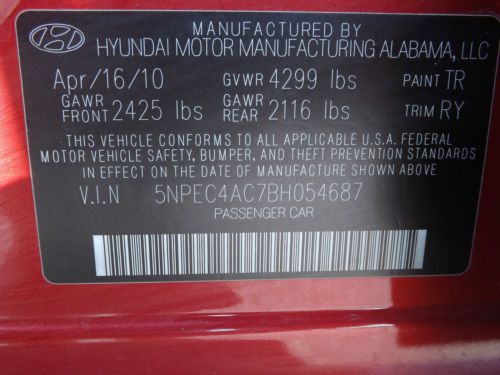 MANUFACTURED BY
HYUNDAI MOTOR MANUFACTURING ALABAMA, LLC
Apr/16/10 GVWR 4299 lbs PAINT TR
GAWR FRONT 2425 lbs GAWR REAR 2116 lbs TRIM RY
THIS VEHICLE CONFORMS TO ALL APPLICABLE U.S.A. FEDERAL
MOTOR VEHICLE SAFETY, BUMPER, AND THEFT PREVENTION
STANDARDS IN EFFECT ON THE DATE OF MANUFACTURE SHOWN
ABOVE
V.I.N 5NPEC4AC7BH054687
PASSENGER CAR